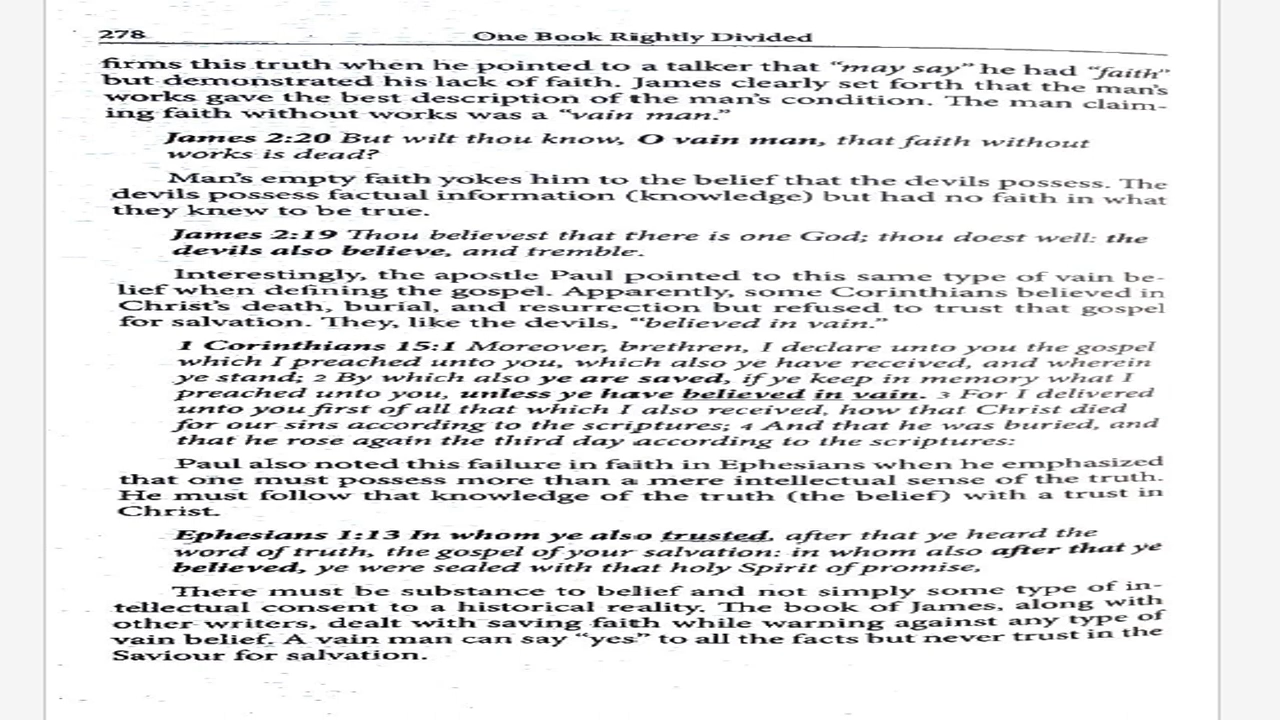 278
One Book Rightly Divided
firms this truth when he pointed to a talker that “may say” he had “faith”
but demonstrated his lack of faith. James clearly set forth that the man’s
works gave the best description of the man’s condition. The man claim-
ing faith without works was a “vain man.”
James 2:20 But wilt thou know, O vain man, that faith without
works is dead?
Man’s empty faith yokes him to the belief that the devils possess. The
devils possess factual information (knowledge) but had no faith in what
they knew to be true.
James 2:19 Thou believest that there is one God; thou doest well: the
devils also believe, and tremble.
Interestingly, the apostle Paul pointed to this same type of vain be-
lief when defining the gospel. Apparently, some Corinthians believed in
Christ’s death, burial, and resurrection but refused to trust that gospel
for salvation. They, like the devils, “believed in vain.”
1 Corinthians 15:1 Moreover, brethren, I declare unto you the gospel
which I preached unto you, which also ye have received, and wherein
ye stand; 2 By which also ye are saved, if ye keep in memory what I
preached unto you, unless ye have believed in vain. 3 For I delivered
unto you first of all that which I also received, how that Christ died
for our sins according to the scriptures; 4 And that he was buried, and
that he rose again the third day according to the scriptures:
Paul also noted this failure in faith in Ephesians when he emphasized
that one must possess more than a mere intellectual sense of the truth.
He must follow that knowledge of the truth (the belief) with a trust in
Christ.
Ephesians 1:13 In whom ye also trusted, after that ye heard the
word of truth, the gospel of your salvation: in whom also after that ye
believed, ye were sealed with that holy Spirit of promise,
There must be substance to belief and not simply some type of in-
tellectual consent to a historical reality. The book of James, along with
other writers, dealt with saving faith while warning against any type of
vain belief. A vain man can say “yes” to all the facts but never trust in the
Saviour for salvation.